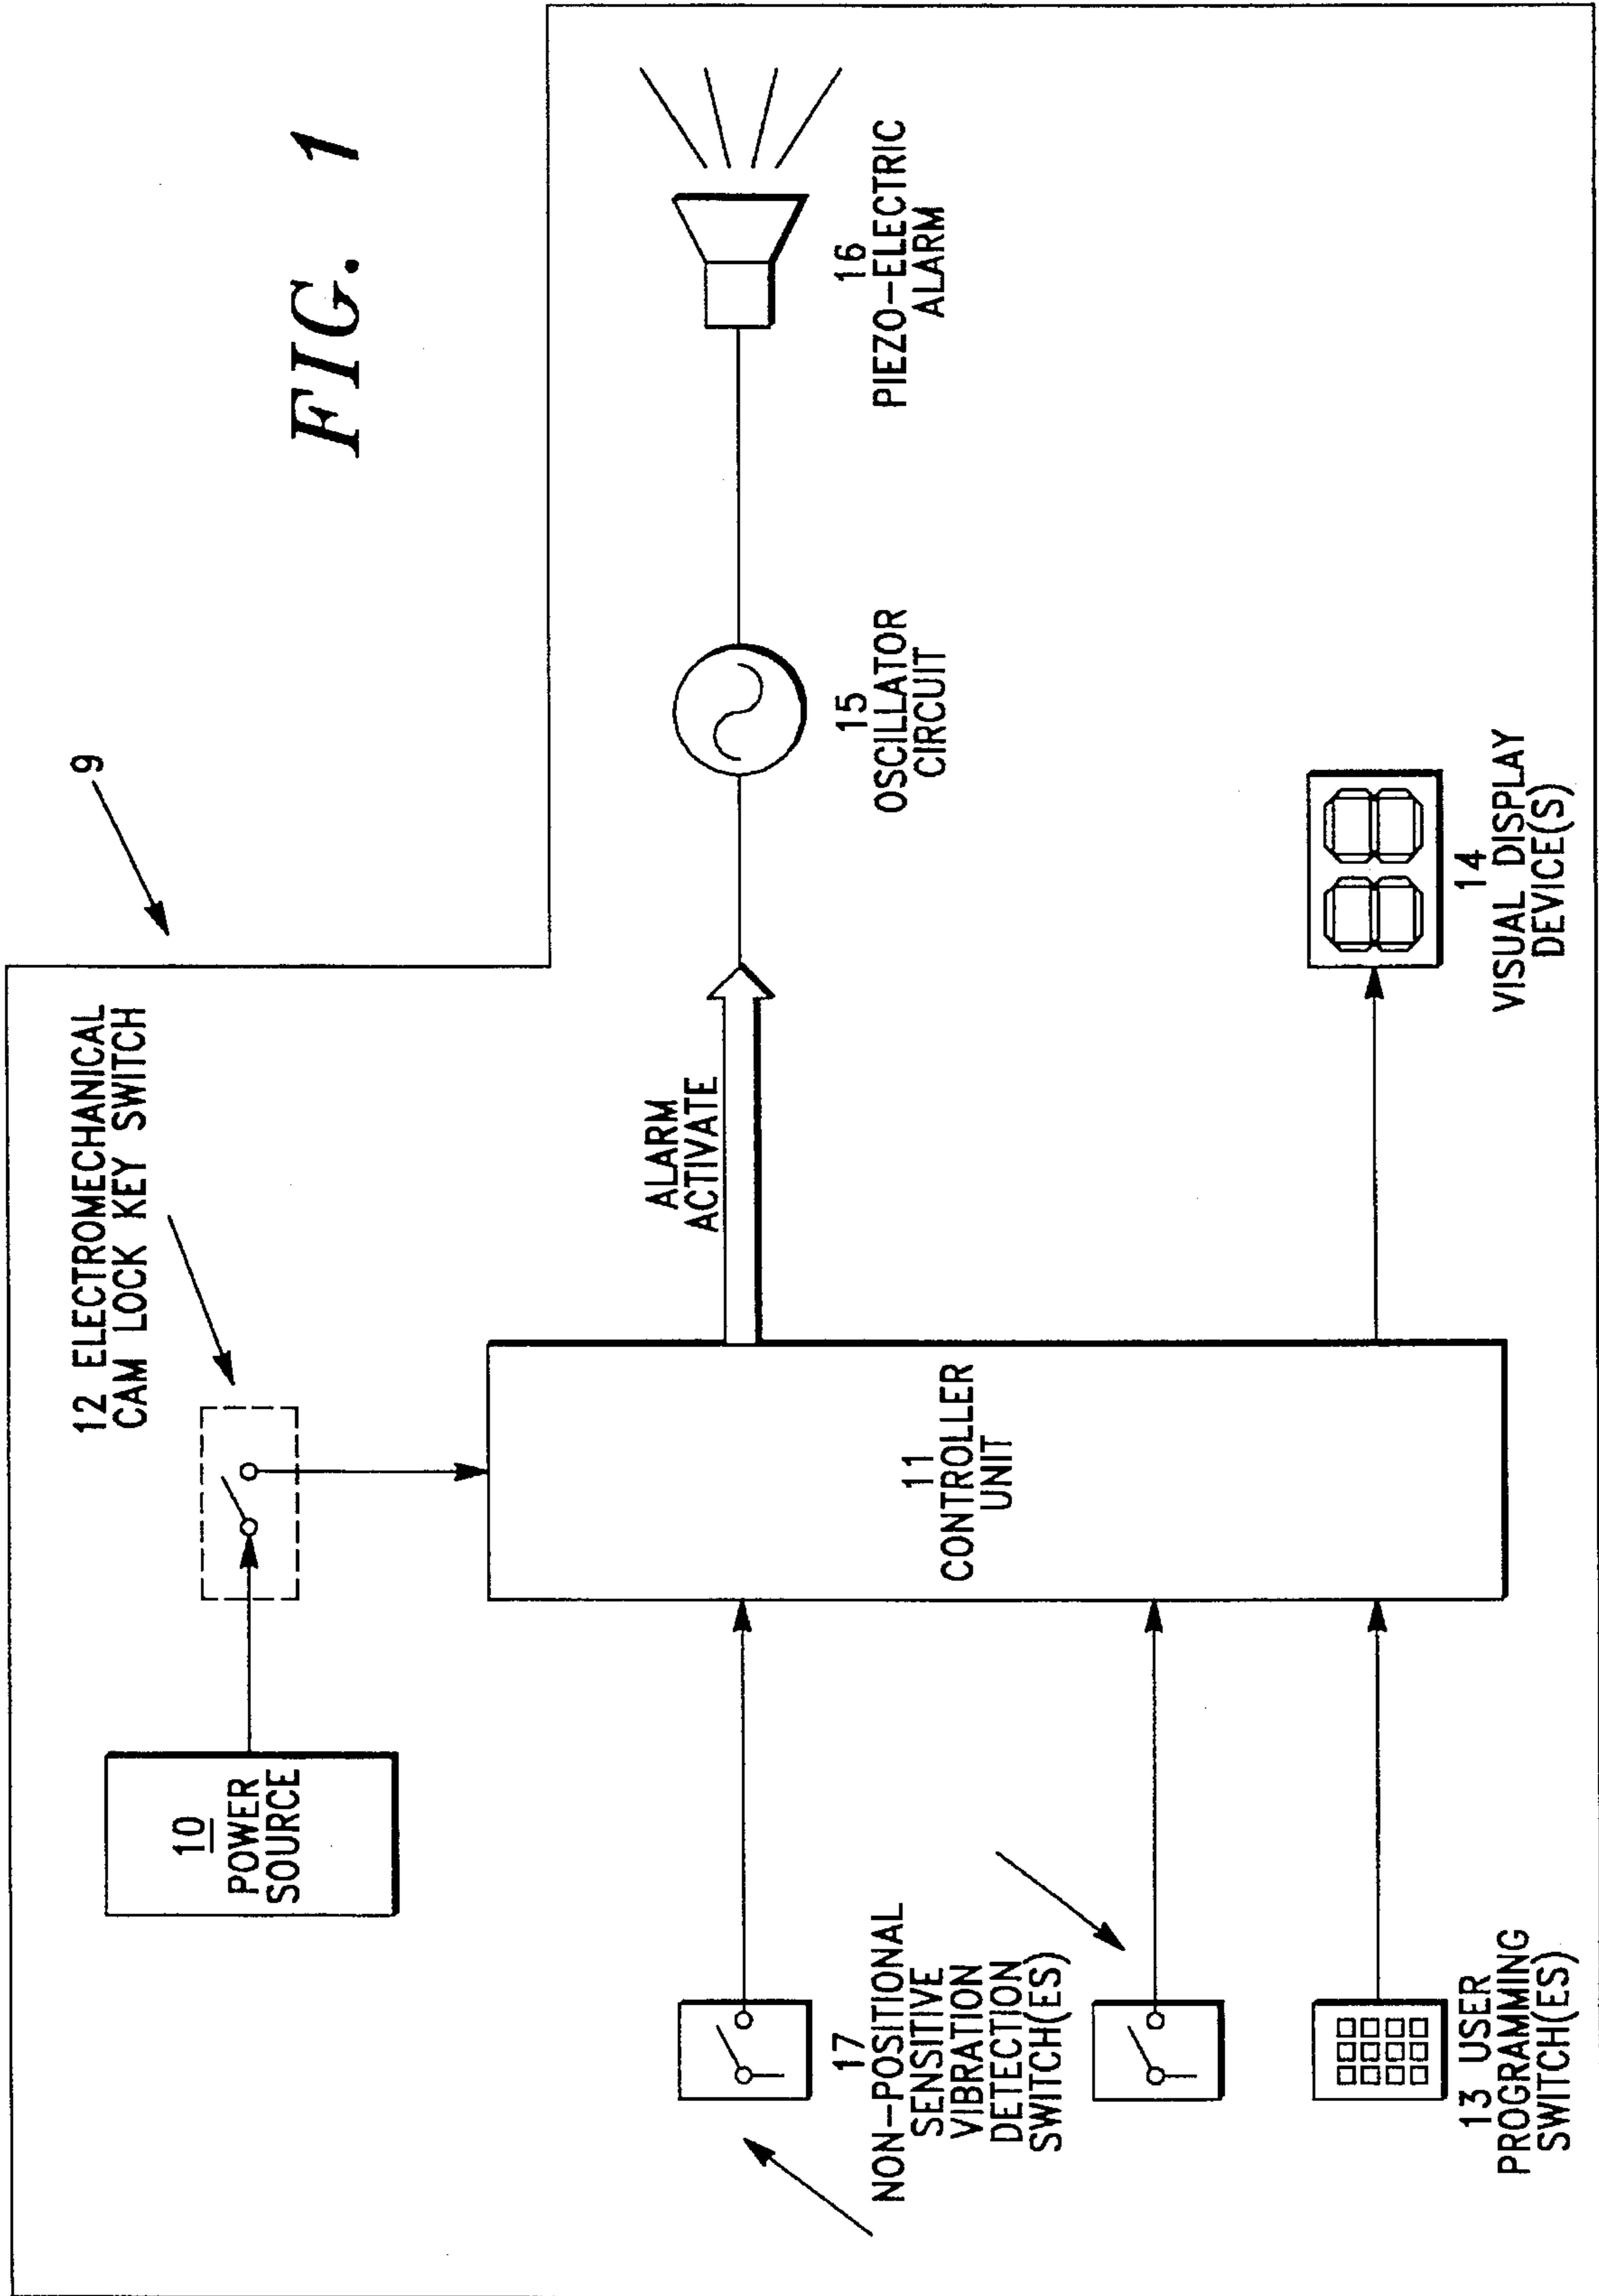 FIG. 1
9
12 ELECTROMECHANICAL
CAM LOCK KEY SWITCH
10
POWER
SOURCE
ALARM
ACTIVATE
15
OSCILLATOR
CIRCUIT
16
PIEZO-ELECTRIC
ALARM
11
CONTROLLER
UNIT
17
NON-POSITIONAL
SENSITIVE
VIBRATION
DETECTION
SWITCH(ES)
13 USER
PROGRAMMING
SWITCH(ES)
14
VISUAL DISPLAY
DEVICE(S)